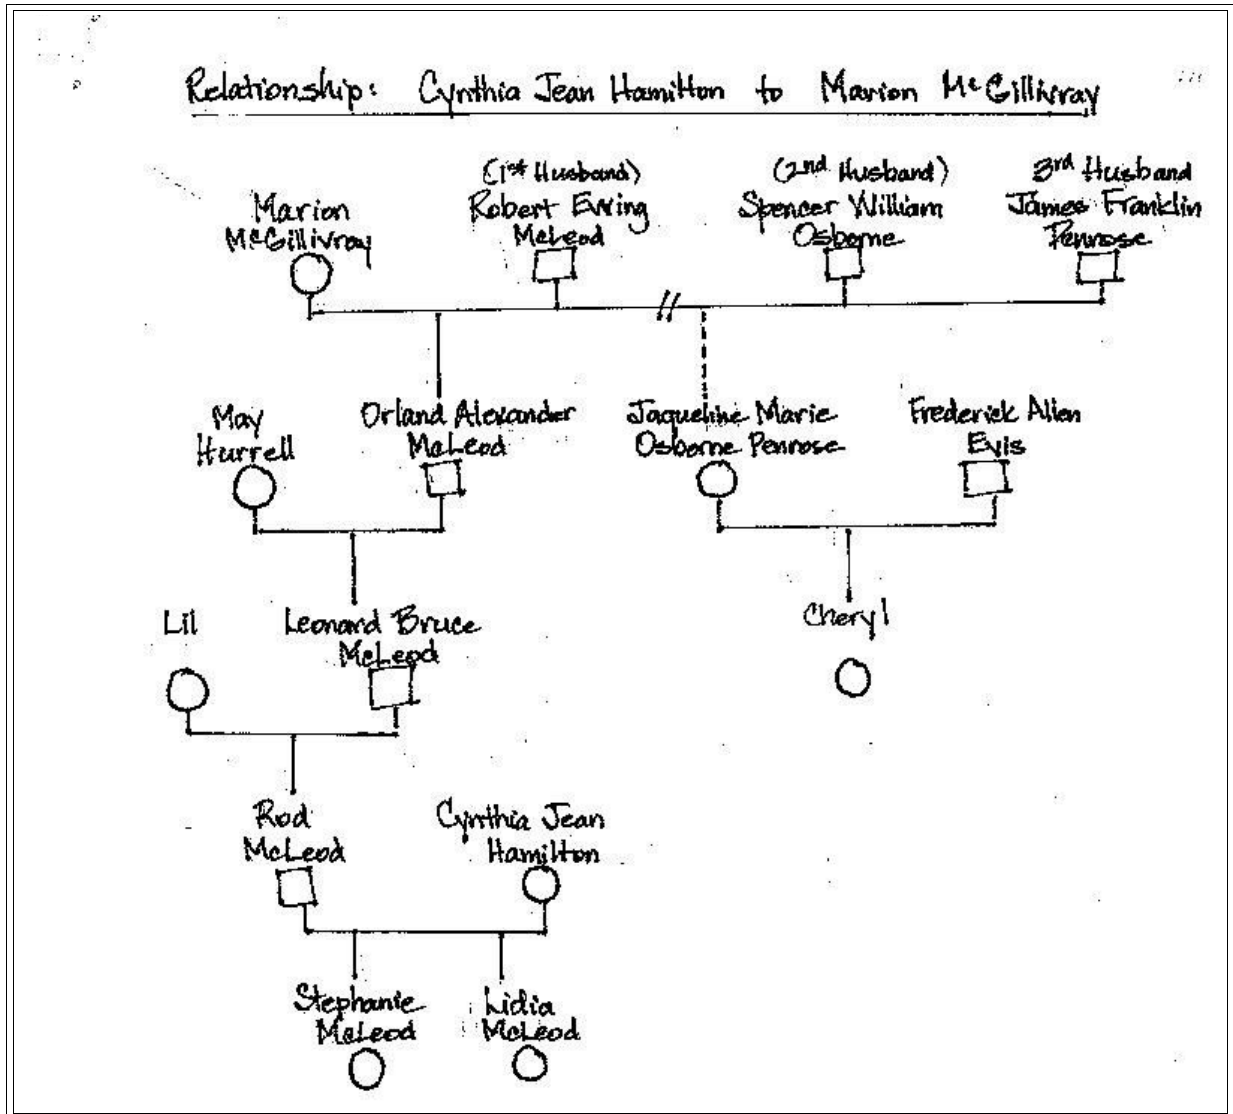 Relationship: Cynthia Jean Hamilton to Marion McGillivray
(1st Husband)
(2nd Husband)
3rd Husband
Marion
McGillivray
Robert Ewing
McLeod
Spencer William
Osborne
James Franklin
Penrose
May
Hurrell
Orland Alexander
McLeod
Jaqueline Marie
Osborne Penrose
Frederick Allen
Evis
Lil
Leonard Bruce
McLeod
Cheryl
Rod
McLeod
Cynthia Jean
Hamilton
Stephanie
McLeod
Lidia
McLeod